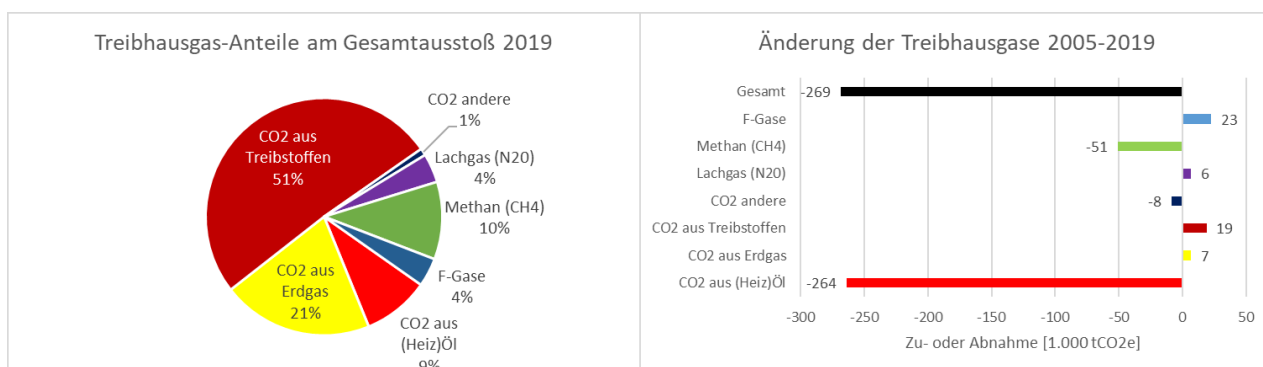 Treibhausgas-Anteile am Gesamtausstoß 2019
CO2 andere
1%
CO2 aus
Treibstoffen
51%
Lachgas (N20)
4%
Methan (CH4)
10%
CO2 aus
Erdgas
21%
F-Gase
4%
CO2 aus
(Heiz)Öl
9%
Änderung der Treibhausgase 2005-2019
Gesamt
-269
F-Gase
23
Methan (CH4)
-51
Lachgas (N20)
6
CO2 andere
-8
CO2 aus Treibstoffen
19
CO2 aus Erdgas
7
CO2 aus (Heiz)Öl
-264
-300 -250 -200 -150 -100 -50 0 50
Zu- oder Abnahme [1.000 tCO2e]